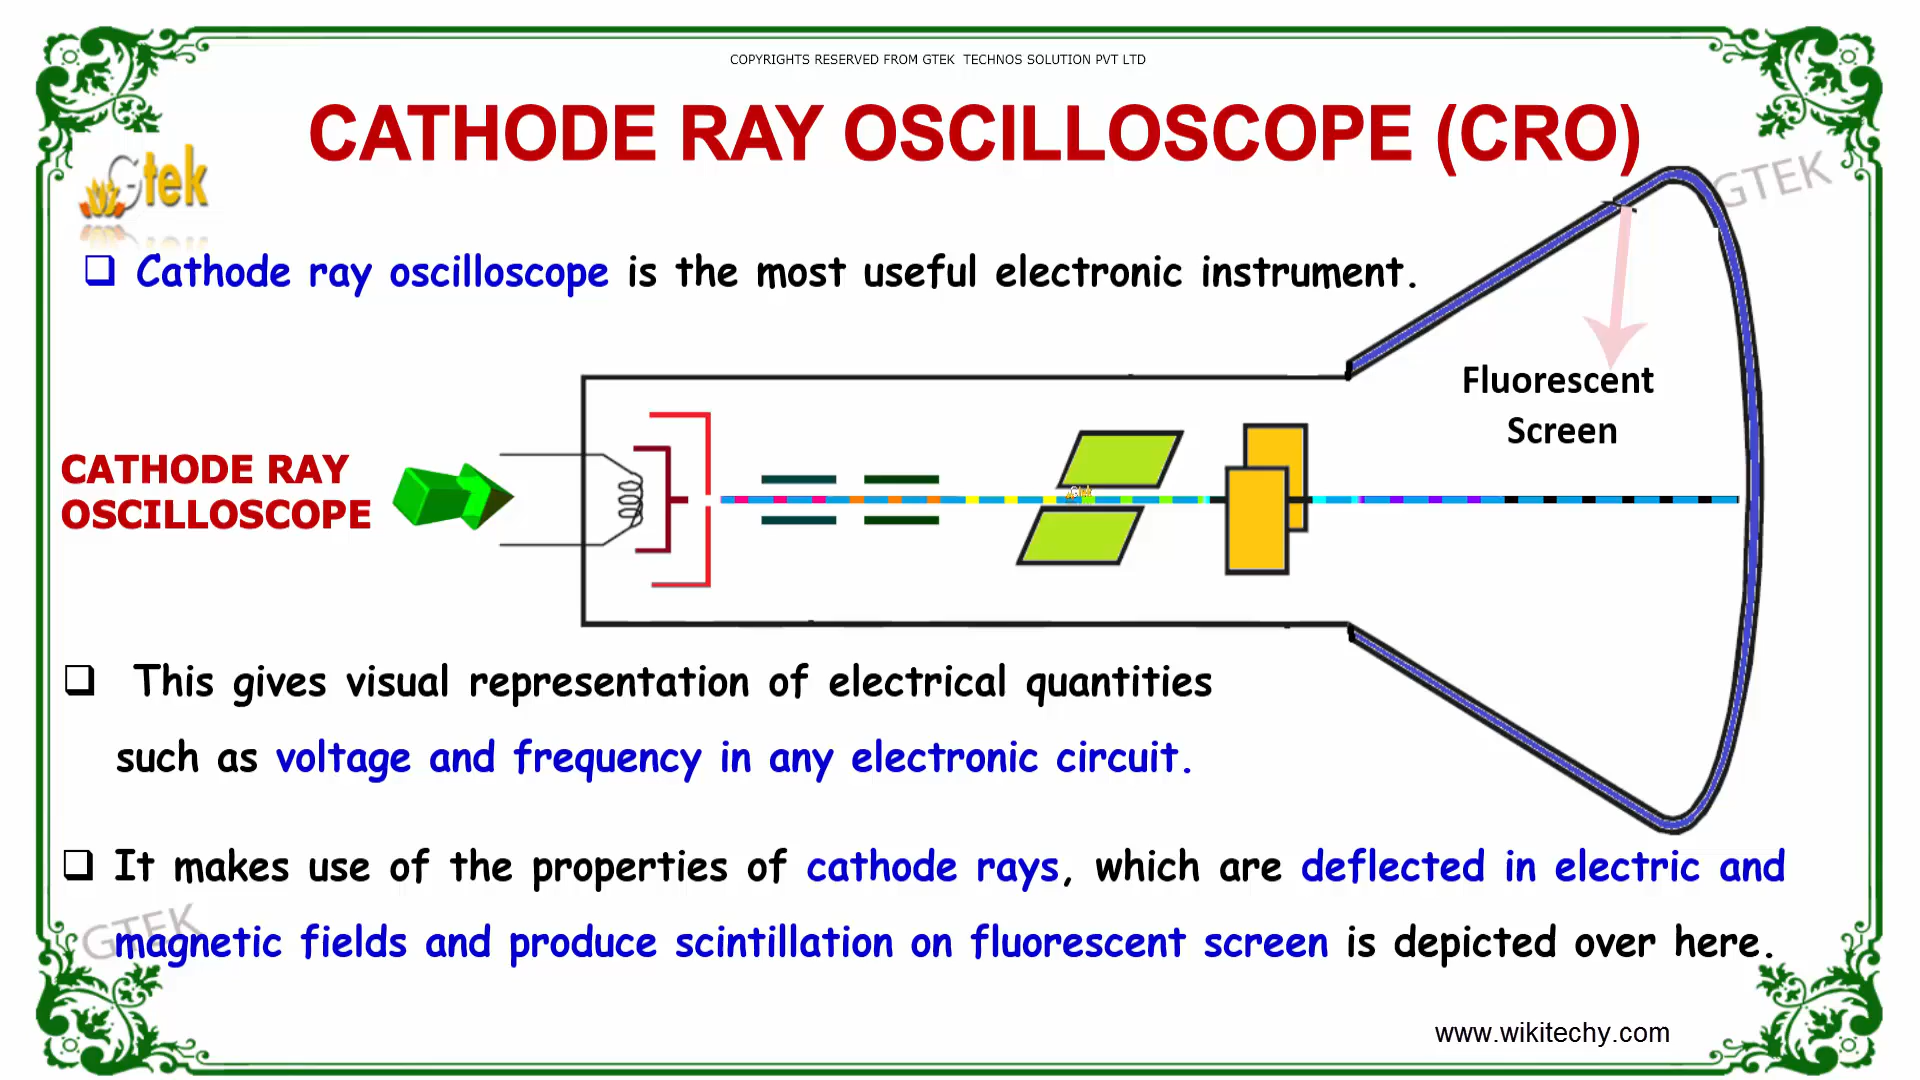 COPYRIGHTS RESERVED FROM GTEK TECHNOS SOLUTION PVT LTD
CATHODE RAY OSCILLOSCOPE (CRO)
Gtek
GTEK
Cathode ray oscilloscope is the most useful electronic instrument.
Fluorescent
Screen
CATHODE RAY
OSCILLOSCOPE
This gives visual representation of electrical quantities
such as voltage and frequency in any electronic circuit.
It makes use of the properties of cathode rays, which are deflected in electric and
GTEK
magnetic fields and produce scintillation on fluorescent screen is depicted over here.
www.wikitechy.com